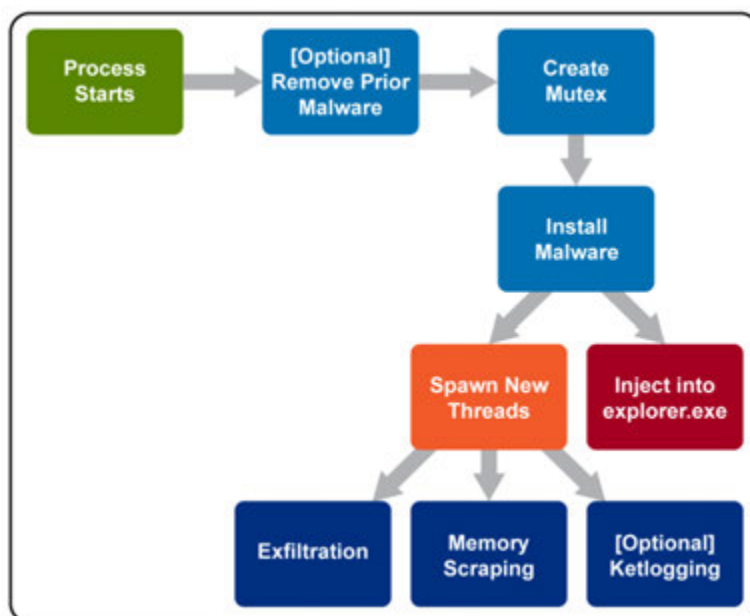 Process
Starts
[Optional]
Remove Prior
Malware
Create
Mutex
Install
Malware
Spawn New
Threads
Inject into
explorer.exe
Exfiltration
Memory
Scraping
[Optional]
Ketlogging